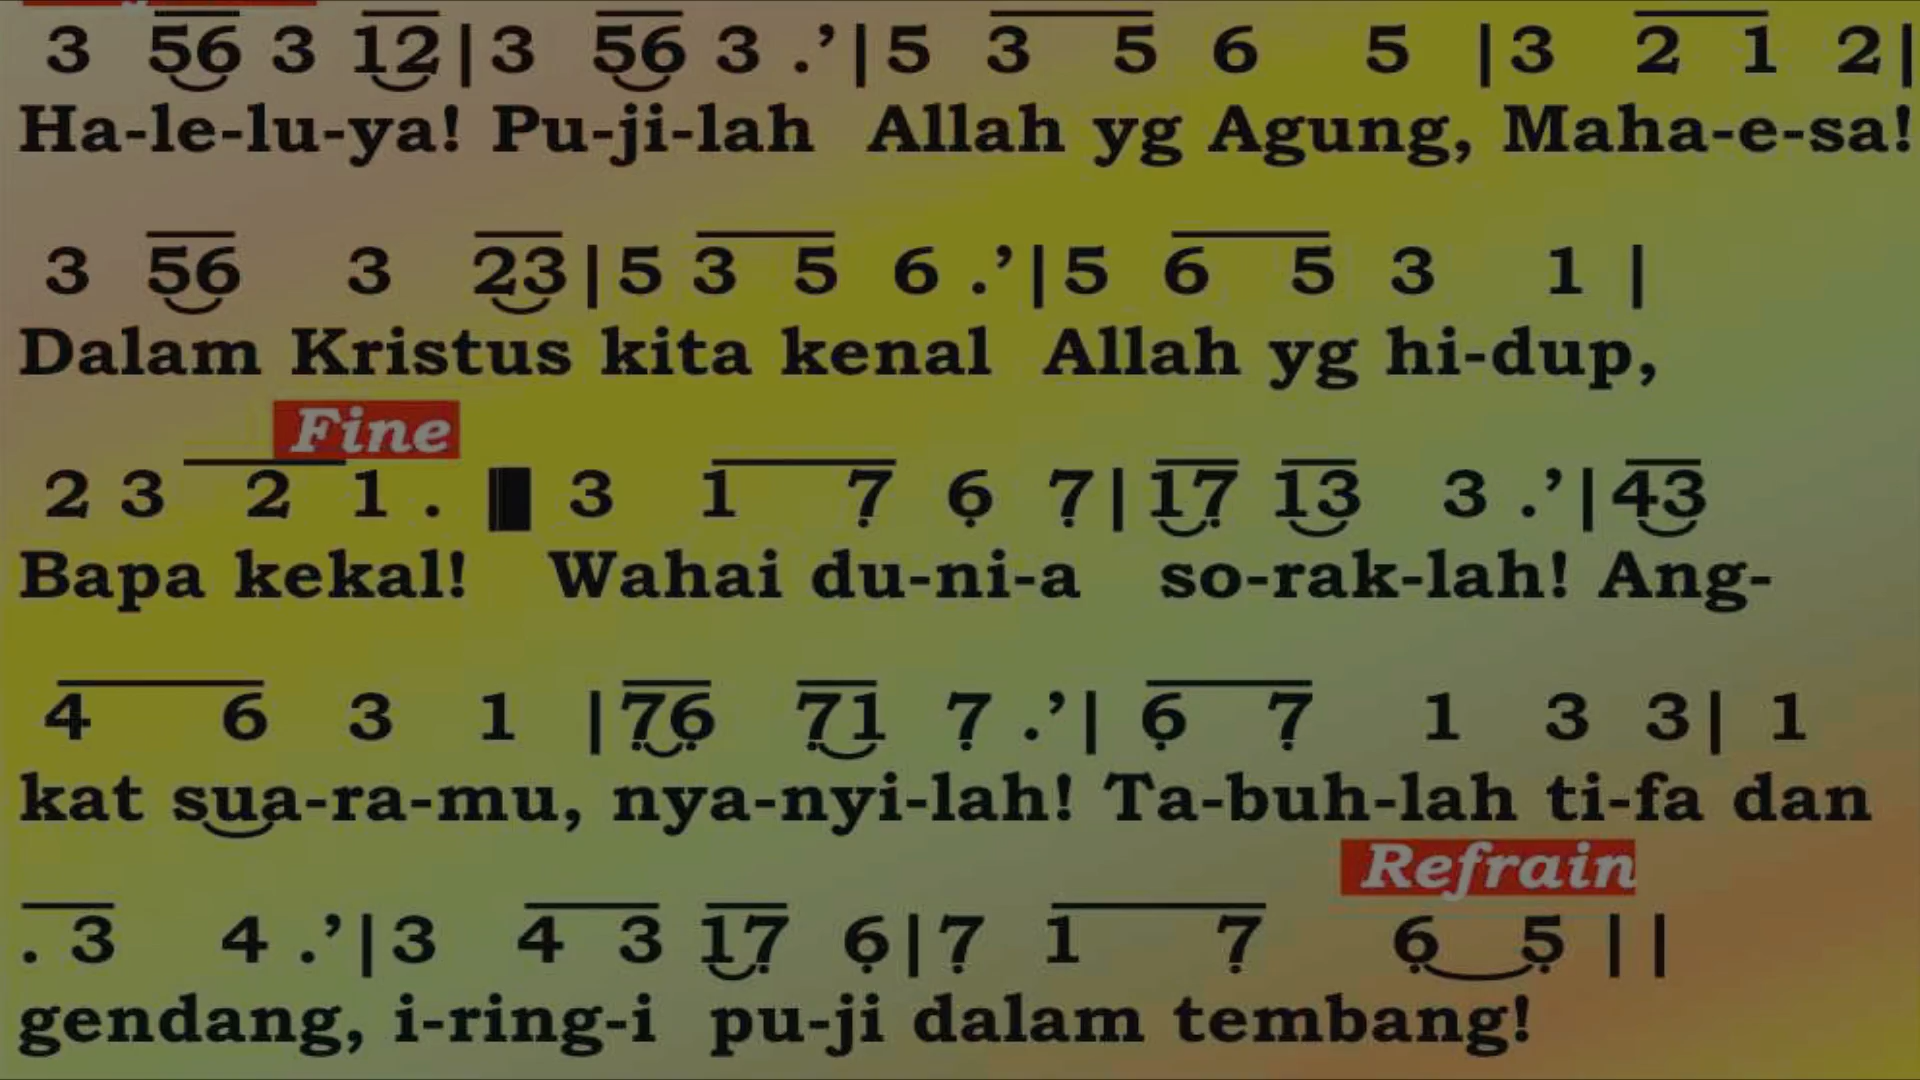 3 56 3 12 | 3 56 3 .’ | 5 3 5 6 5 | 3 2 1 2 |
Ha-le-lu-ya! Pu-ji-lah Allah yg Agung, Maha-e-sa!
3 56 3 23 | 5 3 5 6 .’ | 5 6 5 3 1 |
Dalam Kristus kita kenal Allah yg hi-dup,
Fine
2 3 2 1 . 3 1 7̣ 6̣ 7̣ | 17̣ 13 3 .’ | 43
Bapa kekal! Wahai du-ni-a so-rak-lah! Ang-
4 6 3 1 | 7̣6̣ 7̣1 7̣ .’ | 6̣ 7̣ 1 3 3 | 1
kat sua-ra-mu, nya-nyi-lah! Ta-buh-lah ti-fa dan
Refrain
. 3 4 .’ | 3 4 3 17̣ 6̣ | 7̣ 1 7̣ 6̣ 5̣ ||
gendang, i-ring-i pu-ji dalam tembang!